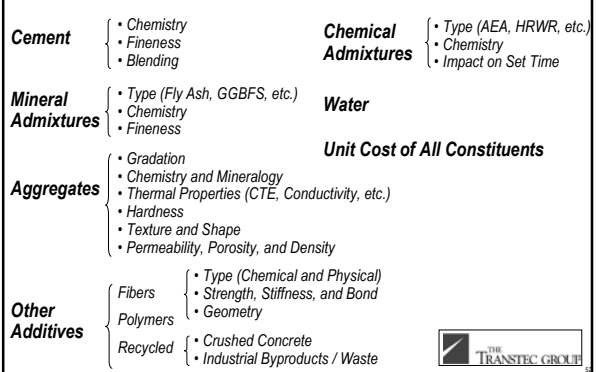 Cement
• Chemistry
• Fineness
• Blending
Mineral
Admixtures
• Type (Fly Ash, GGBFS, etc.)
• Chemistry
• Fineness
Aggregates
• Gradation
• Chemistry and Mineralogy
• Thermal Properties (CTE, Conductivity, etc.)
• Hardness
• Texture and Shape
• Permeability, Porosity, and Density
Other
Additives
Fibers
• Type (Chemical and Physical)
• Strength, Stiffness, and Bond
• Geometry
Polymers
Recycled
• Crushed Concrete
• Industrial Byproducts / Waste
Chemical
Admixtures
• Type (AEA, HRWR, etc.)
• Chemistry
• Impact on Set Time
Water
Unit Cost of All Constituents
THE
TRANSTEC GROUP